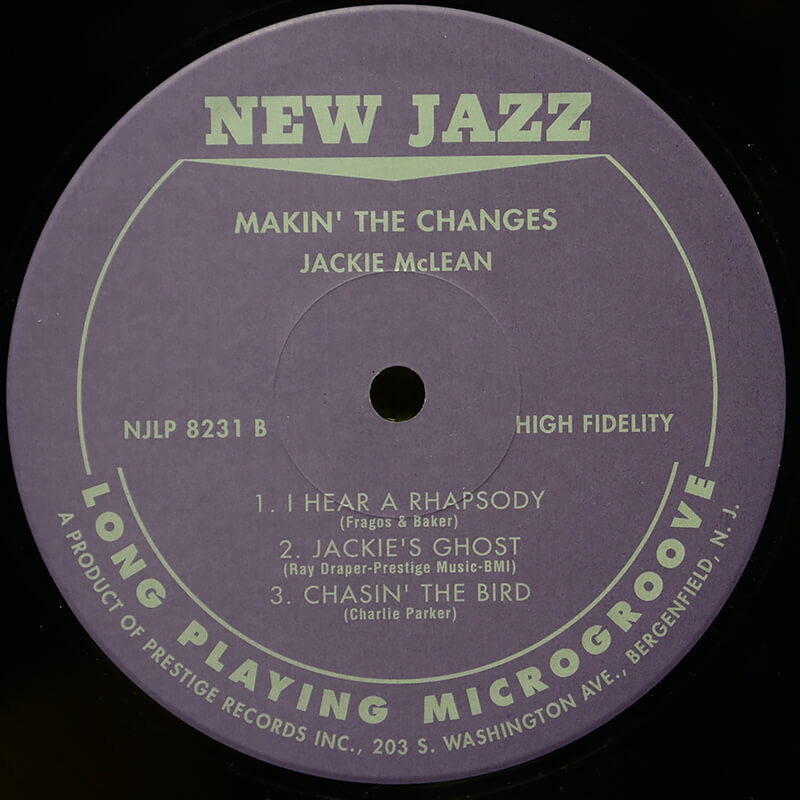 NEW JAZZ
MAKIN' THE CHANGES
JACKIE McLEAN
NJLP 8231 B
HIGH FIDELITY
1. I HEAR A RHAPSODY
(Fragos & Baker)
2. JACKIE'S GHOST
(Ray Draper-Prestige Music-BMI)
3. CHASIN' THE BIRD
(Charlie Parker)
LONG PLAYING MICROGROOVE
A PRODUCT OF PRESTIGE RECORDS INC., 203 S. WASHINGTON AVE., BERGENFIELD, N. J.